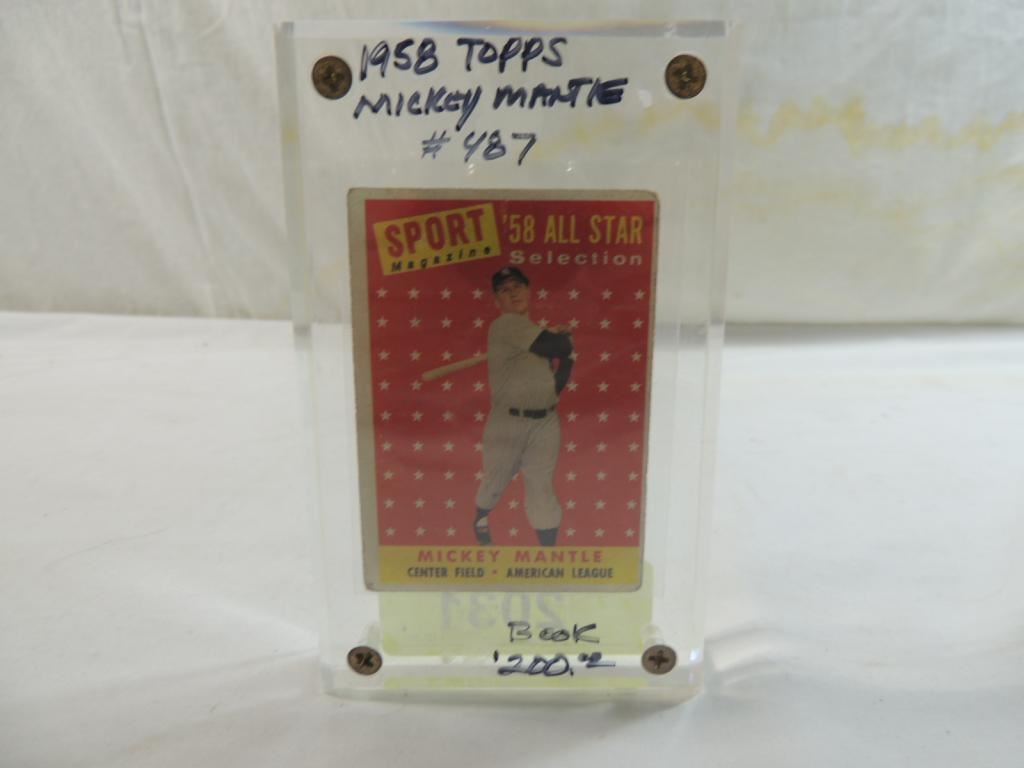 1958 TOPPS
MICKEY MANTLE
# 487
SPORT
Magazine
'58 ALL STAR
Selection
MICKEY MANTLE
CENTER FIELD • AMERICAN LEAGUE
2031
BOOK
$200.00